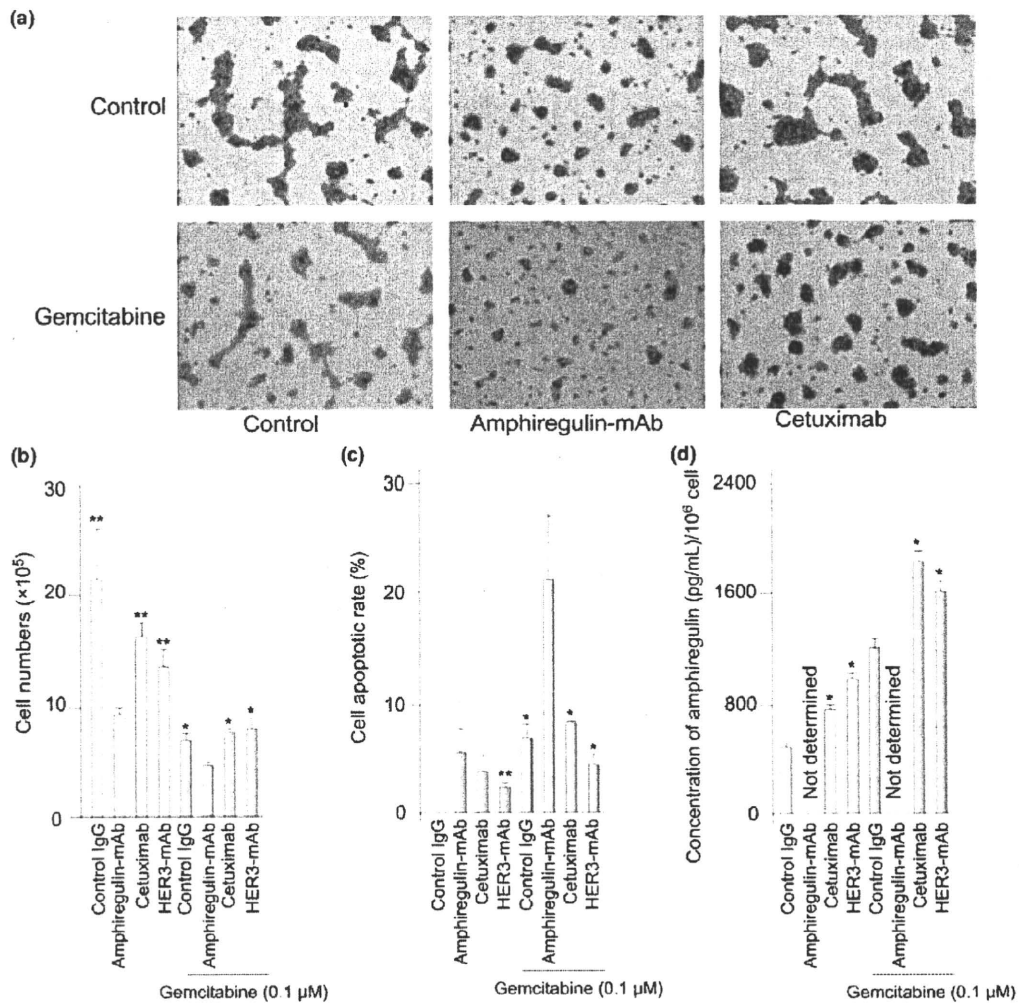 (a)
Control
Gemcitabine
Control Amphiregulin-mAb Cetuximab
(b)
Cell numbers (×10⁵)
30
20
10
0
**
**
**
*
*
*
Control IgG
Amphiregulin-mAb
Cetuximab
HER3-mAb
Control IgG
Amphiregulin-mAb
Cetuximab
HER3-mAb
Gemcitabine (0.1 µM)
(c)
Cell apoptotic rate (%)
30
20
10
0
**
*
*
*
Control IgG
Amphiregulin-mAb
Cetuximab
HER3-mAb
Control IgG
Amphiregulin-mAb
Cetuximab
HER3-mAb
Gemcitabine (0.1 µM)
(d)
Concentration of amphiregulin (pg/mL)/10⁶ cell
2400
1600
800
0
Not determined
*
*
Not determined
*
*
Control IgG
Amphiregulin-mAb
Cetuximab
HER3-mAb
Control IgG
Amphiregulin-mAb
Cetuximab
HER3-mAb
Gemcitabine (0.1 µM)